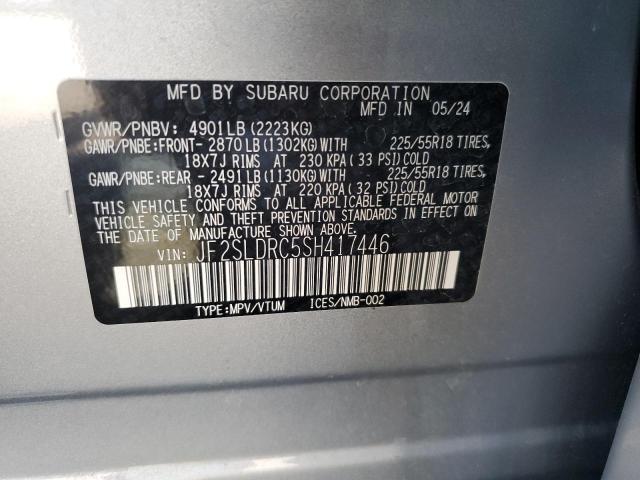 MFD BY SUBARU CORPORATION
MFD IN 05/24
GVWR/PNBV: 4901LB(2223KG)
GAWR/PNBE:FRONT- 2870 LB(1302KG)WITH 225/55R18 TIRES,
18X7J RIMS AT 230 KPA(33 PSI)COLD
GAWR/PNBE:REAR - 2491 LB(1130KG)WITH 225/55R18 TIRES,
18X7J RIMS AT 220 KPA(32 PSI)COLD
THIS VEHICLE CONFORMS TO ALL APPLICABLE FEDERAL MOTOR
VEHICLE SAFETY AND THEFT PREVENTION STANDARDS IN EFFECT
ON THE DATE OF MANUFACTURE SHOWN ABOVE.
VIN: JF2SLDRC5SH417446
TYPE:MPV/VTUM ICES/NMB-002